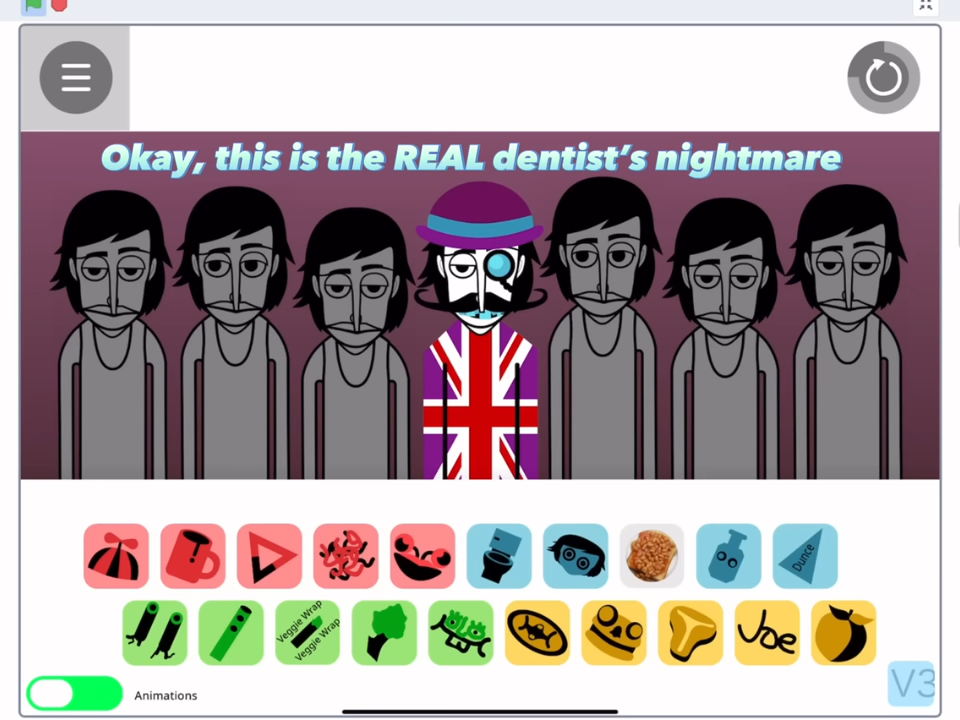 Okay, this is the REAL dentist’s nightmare
Dunce
Veggie Wrap
Veggie Wrap
Joe
Animations
V3